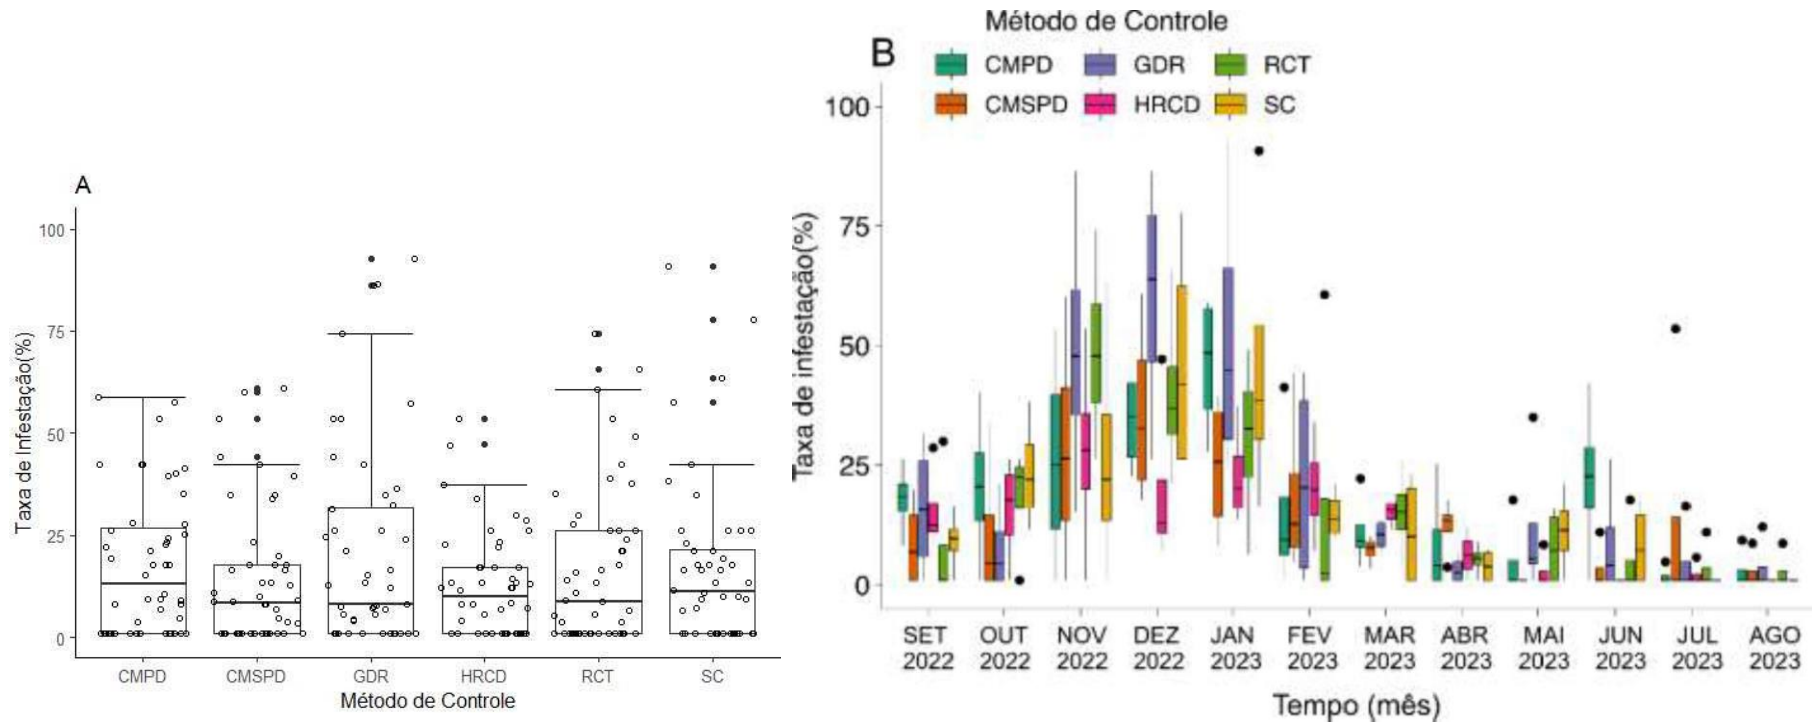 A
100
75
50
25
0
Taxa de Infestação(%)
CMPD CMSPD GDR HRCD RCT SC
Método de Controle
Método de Controle
B
CMPD GDR RCT
CMSPD HRCD SC
100
75
50
25
0
Taxa de infestação(%)
SET OUT NOV DEZ JAN FEV MAR ABR MAI JUN JUL AGO
2022 2022 2022 2022 2023 2023 2023 2023 2023 2023 2023 2023
Tempo (mês)